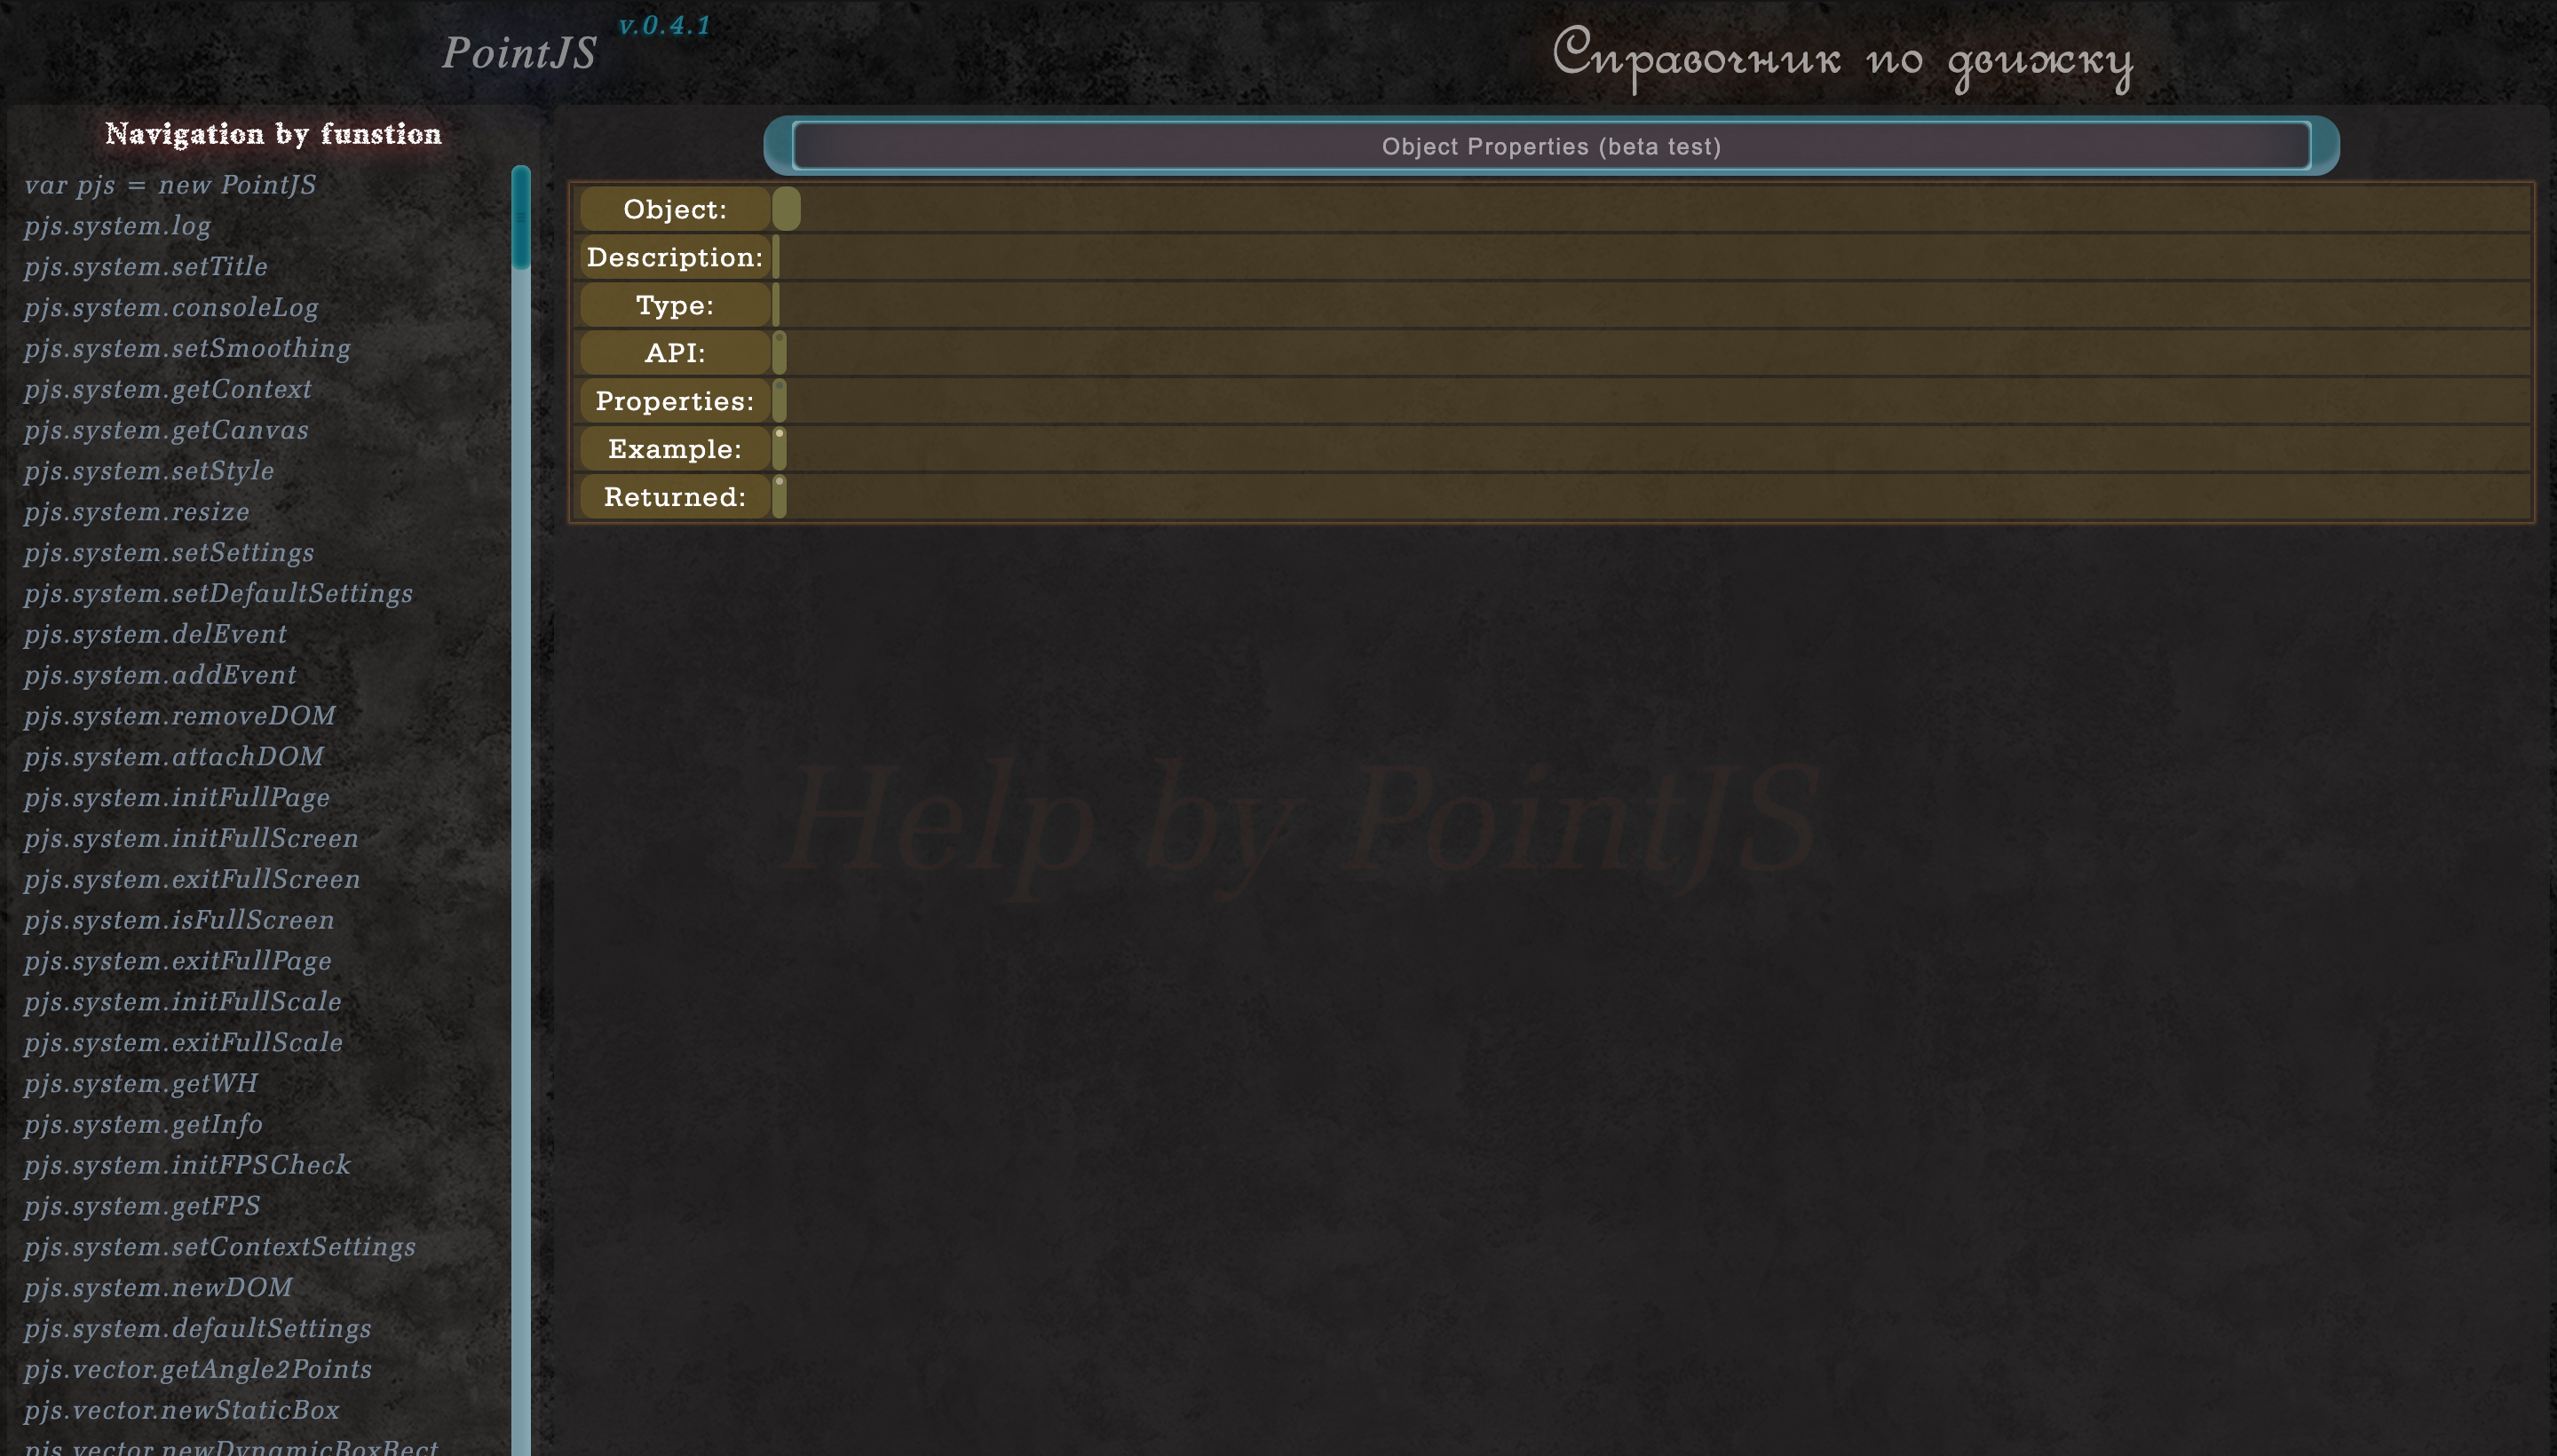 PointJS v.0.4.1
Справочник по движку
Navigation by funstion
var pjs = new PointJS
pjs.system.log
pjs.system.setTitle
pjs.system.consoleLog
pjs.system.setSmoothing
pjs.system.getContext
pjs.system.getCanvas
pjs.system.setStyle
pjs.system.resize
pjs.system.setSettings
pjs.system.setDefaultSettings
pjs.system.delEvent
pjs.system.addEvent
pjs.system.removeDOM
pjs.system.attachDOM
pjs.system.initFullPage
pjs.system.initFullScreen
pjs.system.exitFullScreen
pjs.system.isFullScreen
pjs.system.exitFullPage
pjs.system.initFullScale
pjs.system.exitFullScale
pjs.system.getWH
pjs.system.getInfo
pjs.system.initFPSCheck
pjs.system.getFPS
pjs.system.setContextSettings
pjs.system.newDOM
pjs.system.defaultSettings
pjs.vector.getAngle2Points
pjs.vector.newStaticBox
pjs.vector.newDynamicBoxBect
Object Properties (beta test)
Object:
Description:
Type:
API:
Properties:
Example:
Returned:
Help by PointJS